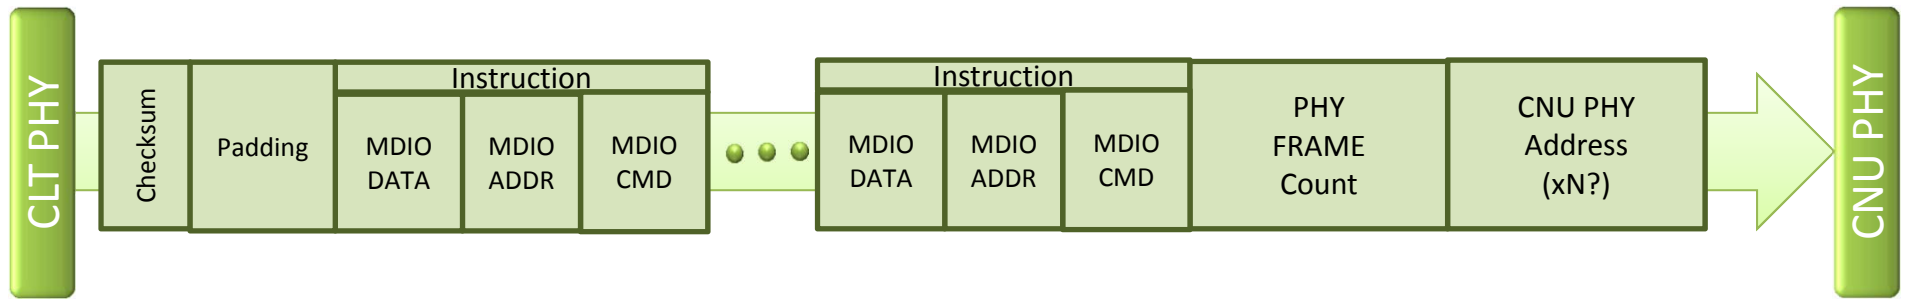 CLT PHY
Checksum
Padding
Instruction
MDIO
DATA
MDIO
ADDR
MDIO
CMD
Instruction
MDIO
DATA
MDIO
ADDR
MDIO
CMD
PHY
FRAME
Count
CNU PHY
Address
(xN?)
CNU PHY